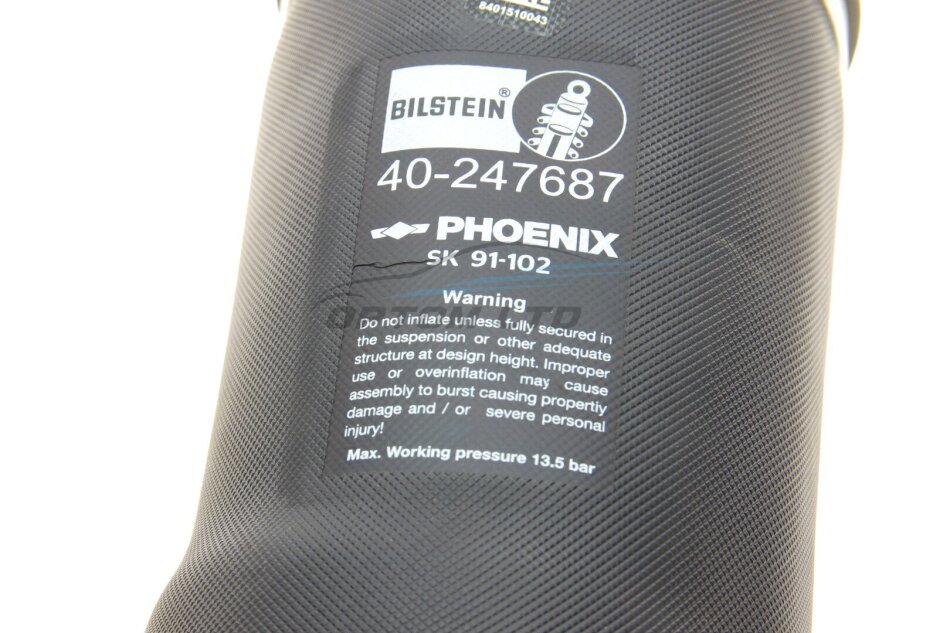 8401510043
BILSTEIN®
40-247687
PHOENIX
SK 91-102
Warning
Do not inflate unless fully secured in
the suspension or other adequate
structure at design height. Improper
use or overinflation may cause
assembly to burst causing propertly
damage and / or severe personal
injury!
Max. Working pressure 13.5 bar